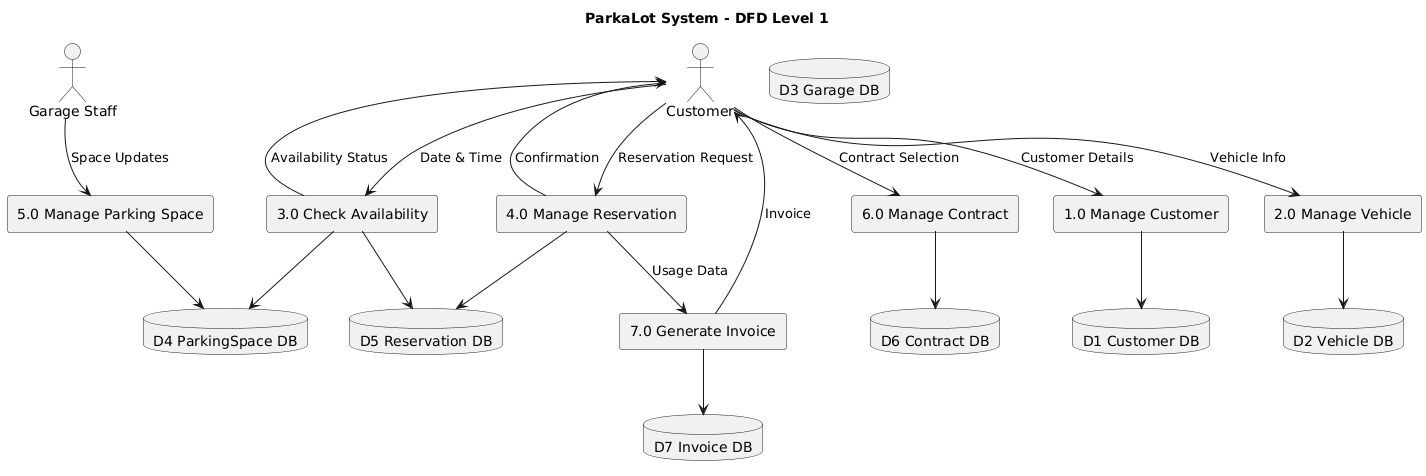 ParkaLot System - DFD Level 1
D3 Garage DB
Garage Staff
Customer
Space Updates
Availability Status
Date & Time
Confirmation
Reservation Request
Contract Selection
Customer Details
Vehicle Info
5.0 Manage Parking Space
3.0 Check Availability
4.0 Manage Reservation
Invoice
6.0 Manage Contract
1.0 Manage Customer
2.0 Manage Vehicle
Usage Data
D4 ParkingSpace DB
D5 Reservation DB
7.0 Generate Invoice
D6 Contract DB
D1 Customer DB
D2 Vehicle DB
D7 Invoice DB